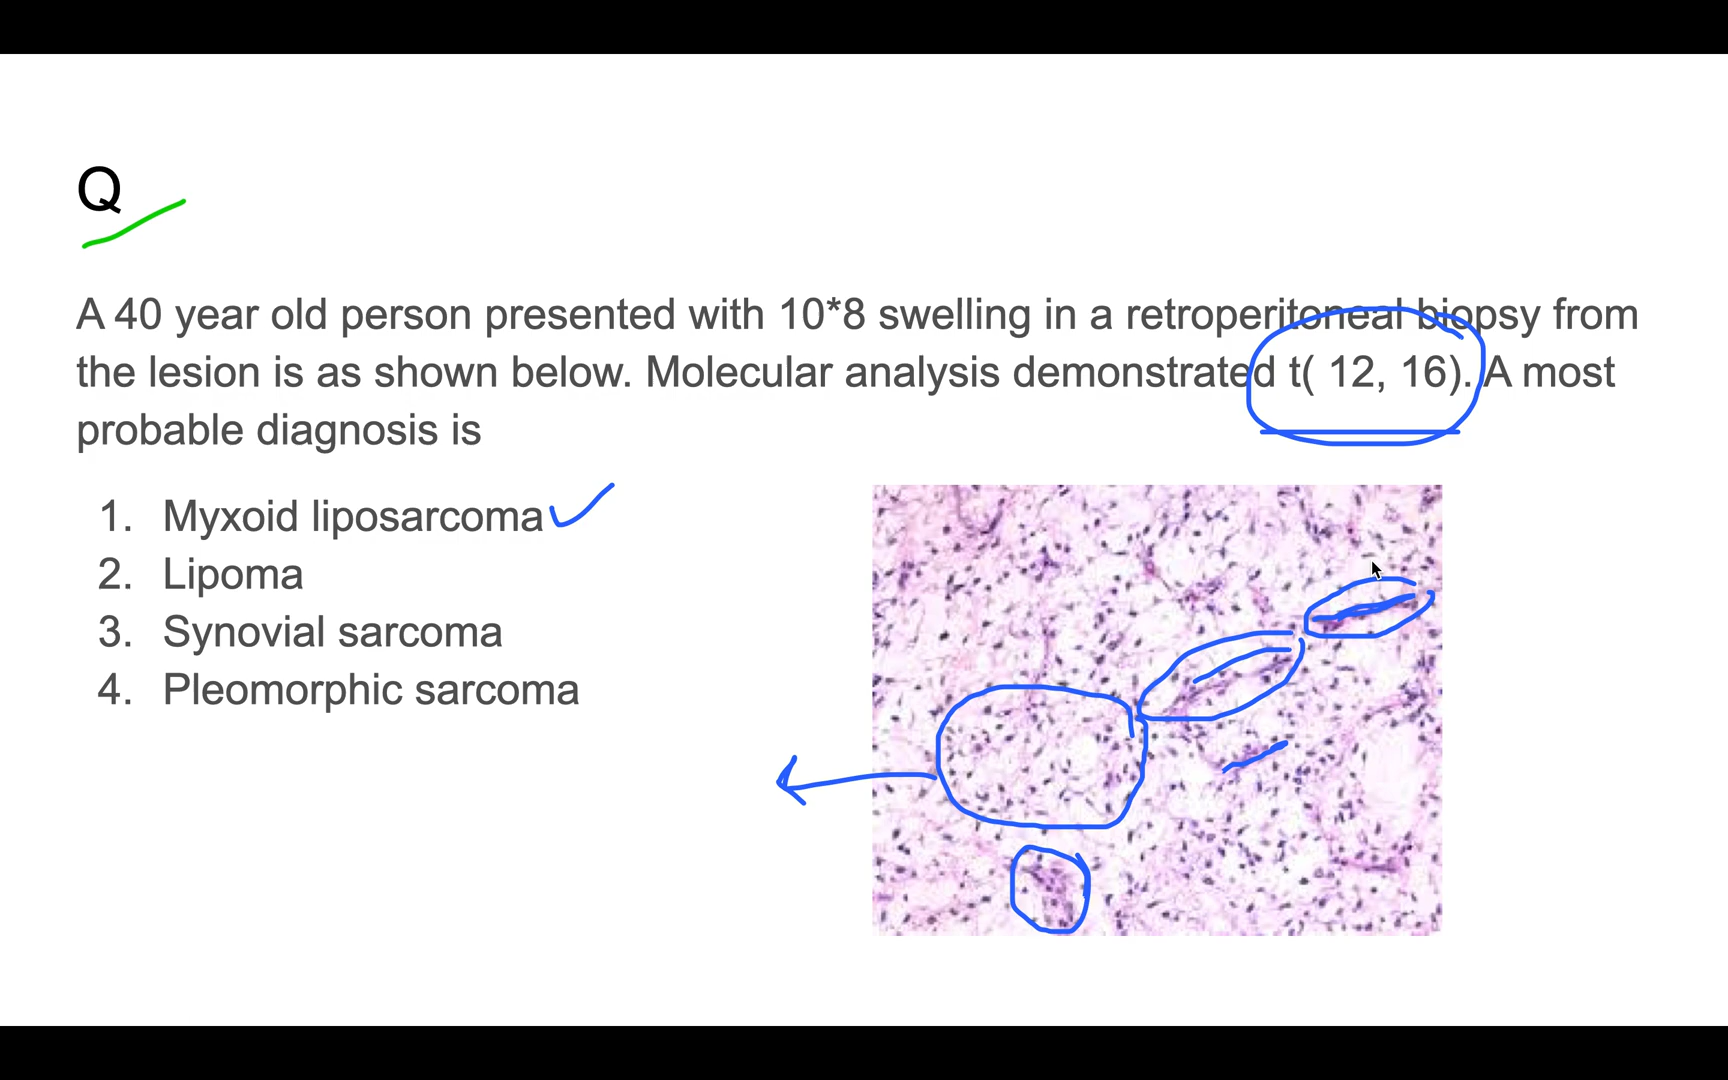 Q
A 40 year old person presented with 10*8 swelling in a retroperitoneal biopsy from
the lesion is as shown below. Molecular analysis demonstrated t( 12, 16). A most
probable diagnosis is
1. Myxoid liposarcoma
2. Lipoma
3. Synovial sarcoma
4. Pleomorphic sarcoma